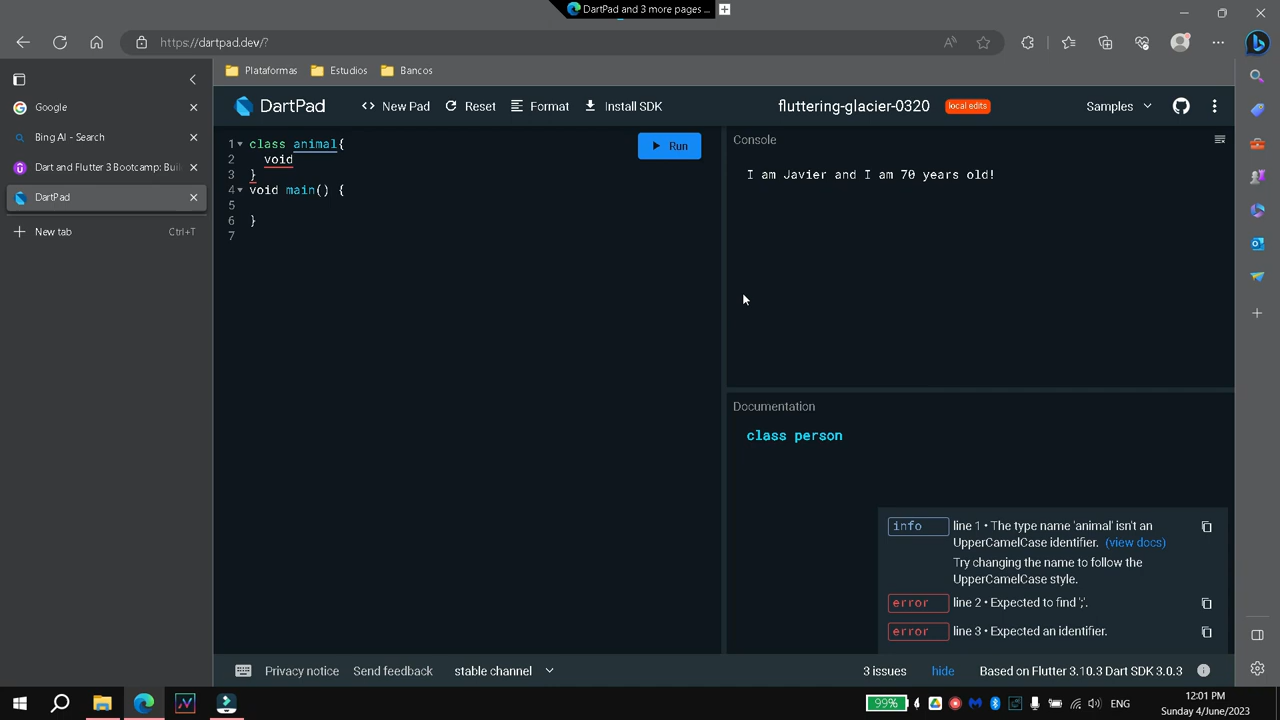 DartPad and 3 more pages ...
https://dartpad.dev/?
Plataformas
Estudios
Bancos
Google
Bing AI - Search
Dart and Flutter 3 Bootcamp: Bui
DartPad
New tab
Ctrl+T
DartPad
New Pad
Reset
Format
Install SDK
fluttering-glacier-0320
local edits
Samples
1 class animal{
2 void
3 }
4 void main() {
5
6 }
7
Run
Console
I am Javier and I am 70 years old!
Documentation
class person
info
line 1 • The type name 'animal' isn't an
UpperCamelCase identifier. (view docs)
Try changing the name to follow the
UpperCamelCase style.
error
line 2 • Expected to find ';'.
error
line 3 • Expected an identifier.
Privacy notice
Send feedback
stable channel
3 issues
hide
Based on Flutter 3.10.3 Dart SDK 3.0.3
99%
ENG
12:01 PM
Sunday 4/June/2023